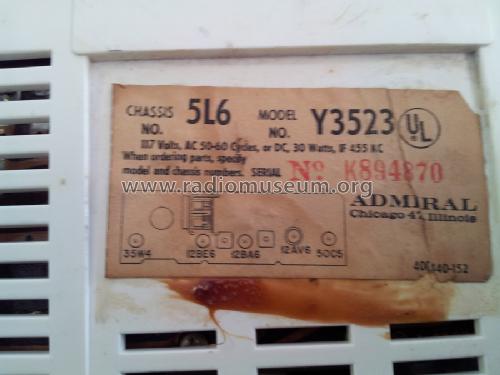 CHASSIS NO. 5L6 MODEL NO. Y3523 UL
117 Volts, AC 50-60 Cycles, or DC, 30 Watts, IF 455 KC
When ordering parts, specify
model and chassis numbers. SERIAL No K894870
www.radiomuseum.org
ADMIRAL
Chicago 47, Illinois
35W4 12BE6 12BA6 12AV6 50C5